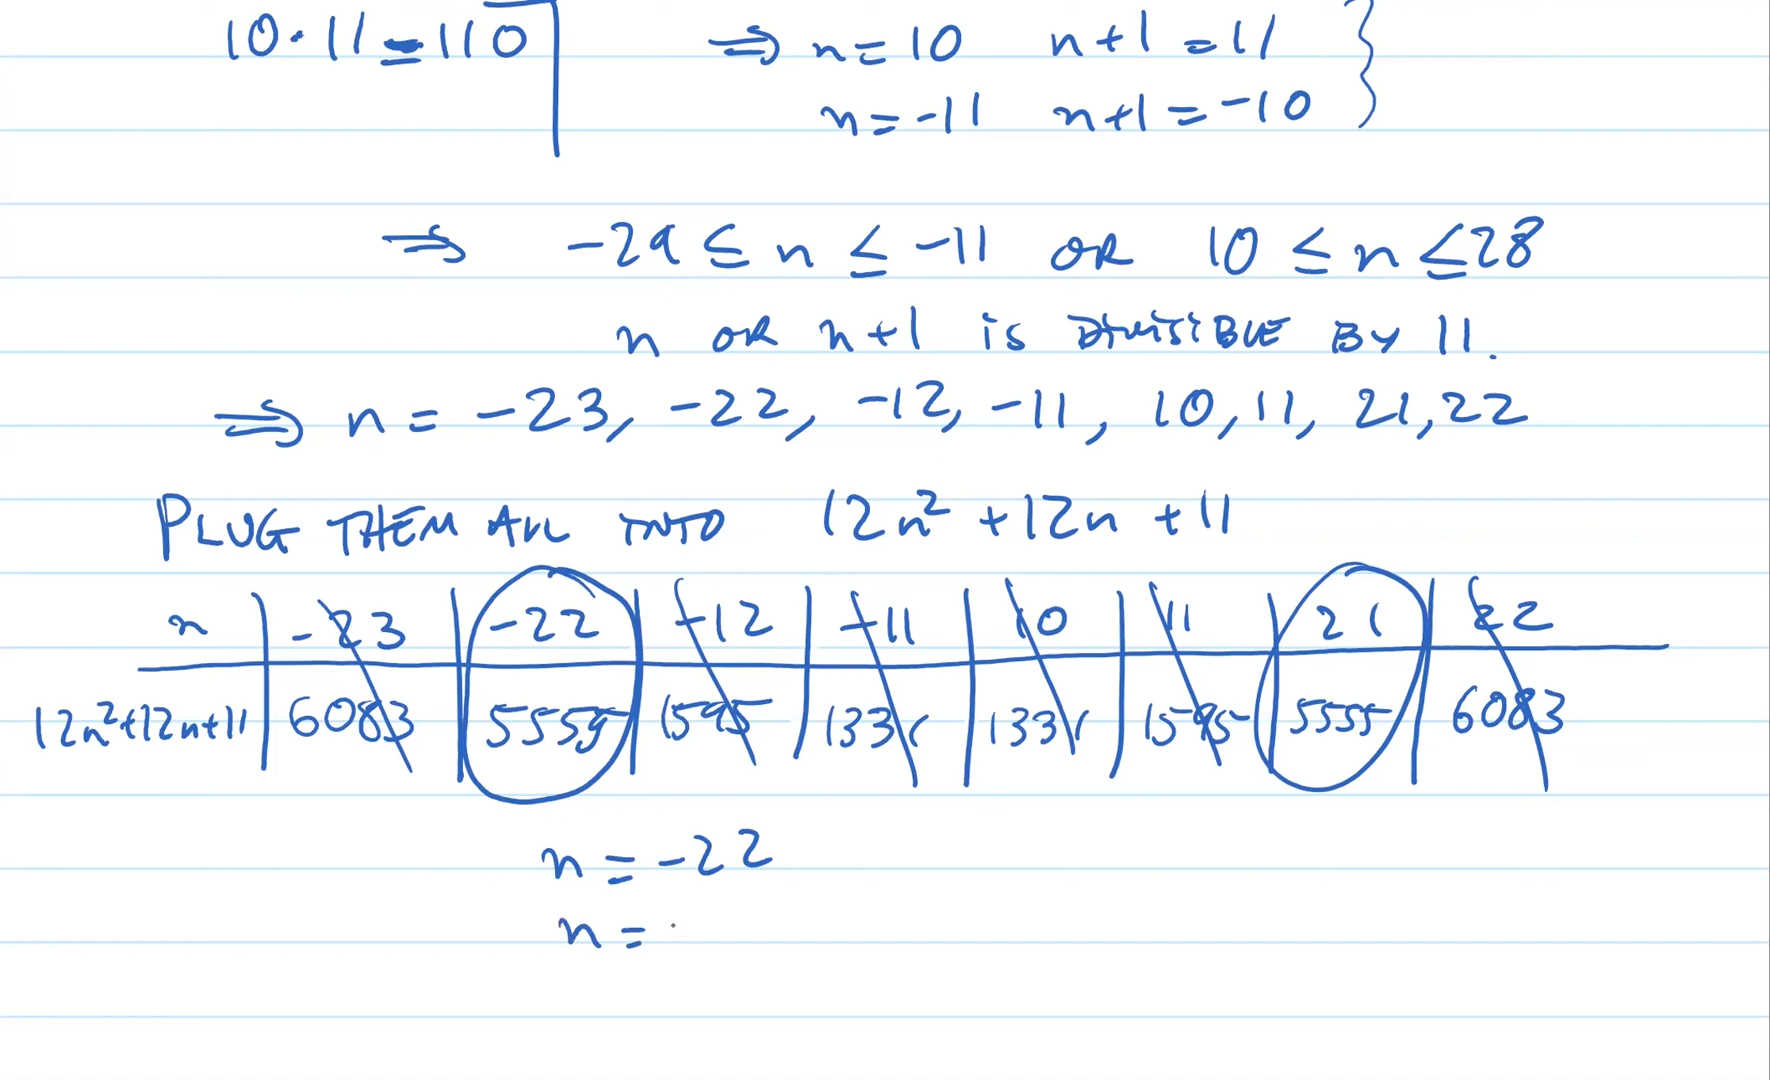 10·11=110 ⇒ n=10 n+1=11
n=-11 n+1=-10
⇒ -29 ≤ n ≤ -11 OR 10 ≤ n ≤ 28
n OR n+1 is DIVISIBLE BY 11.
⇒ n = -23, -22, -12, -11, 10, 11, 21, 22
PLUG THEM ALL INTO 12n² +12n +11
n -23 -22 -12 -11 10 11 21 22
12n²+12n+11 6083 5555 1595 1331 1331 1595 5555 6083
n = -22
n =